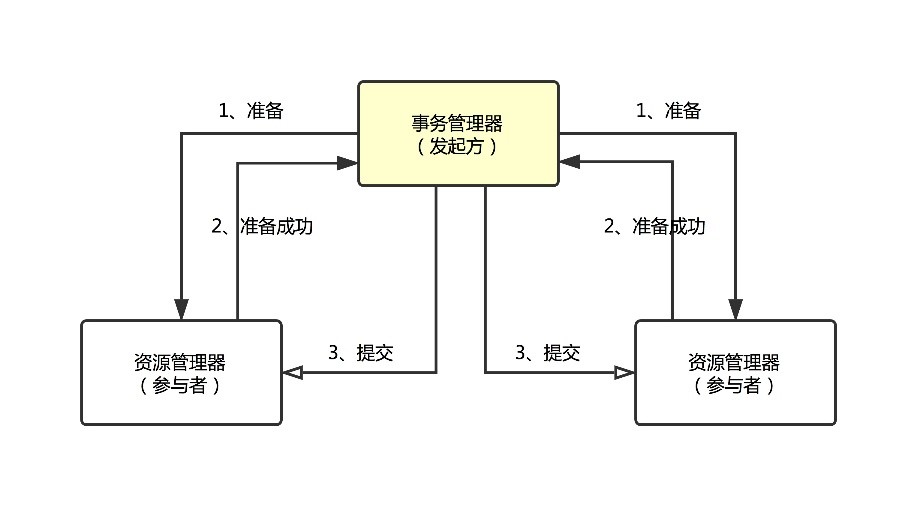 1、准备
事务管理器
（发起方）
1、准备
2、准备成功
2、准备成功
3、提交
3、提交
资源管理器
（参与者）
资源管理器
（参与者）